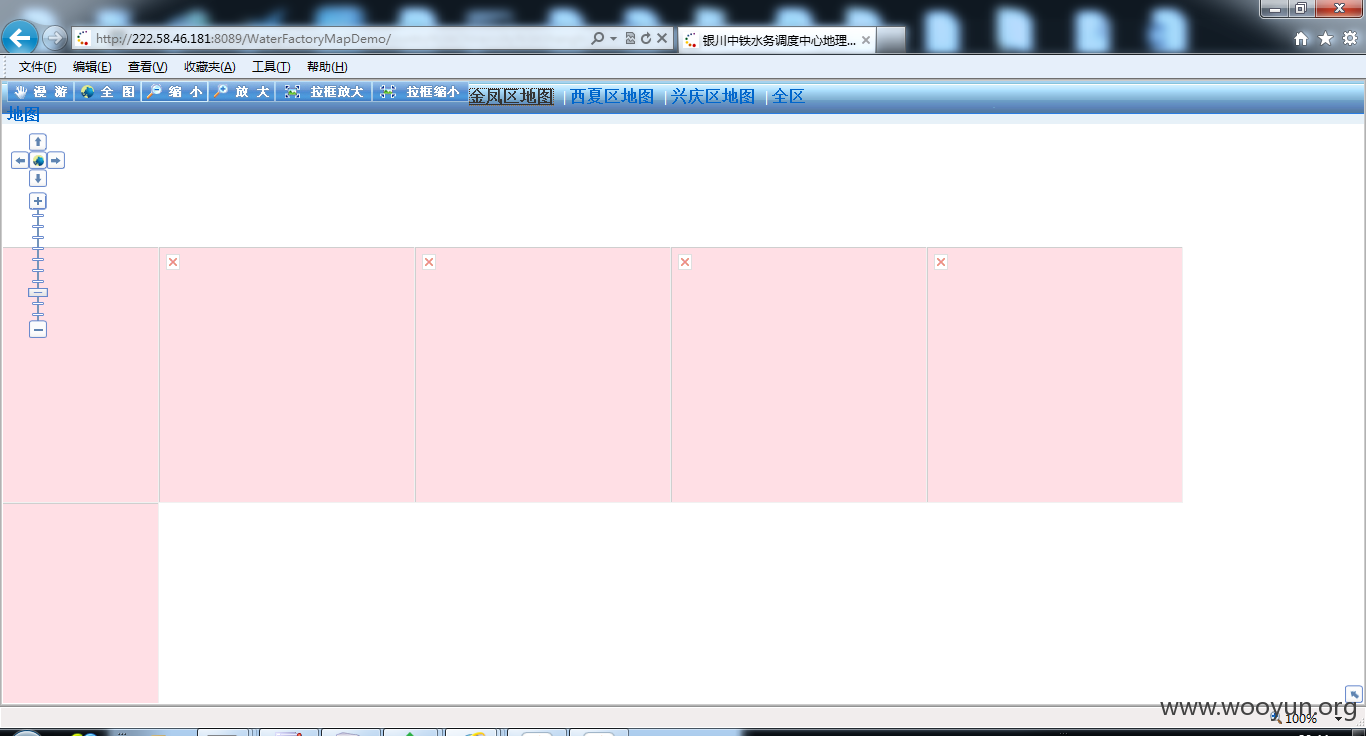 http://222.58.46.181:8089/WaterFactoryMapDemo/
银川中铁水务调度中心地理...
文件(F) 编辑(E) 查看(V) 收藏夹(A) 工具(T) 帮助(H)
漫 游 全 图 缩 小 放 大 拉框放大 拉框缩小 金凤区地图 | 西夏区地图 | 兴庆区地图 | 全区
地图
www.wooyun.org
100%